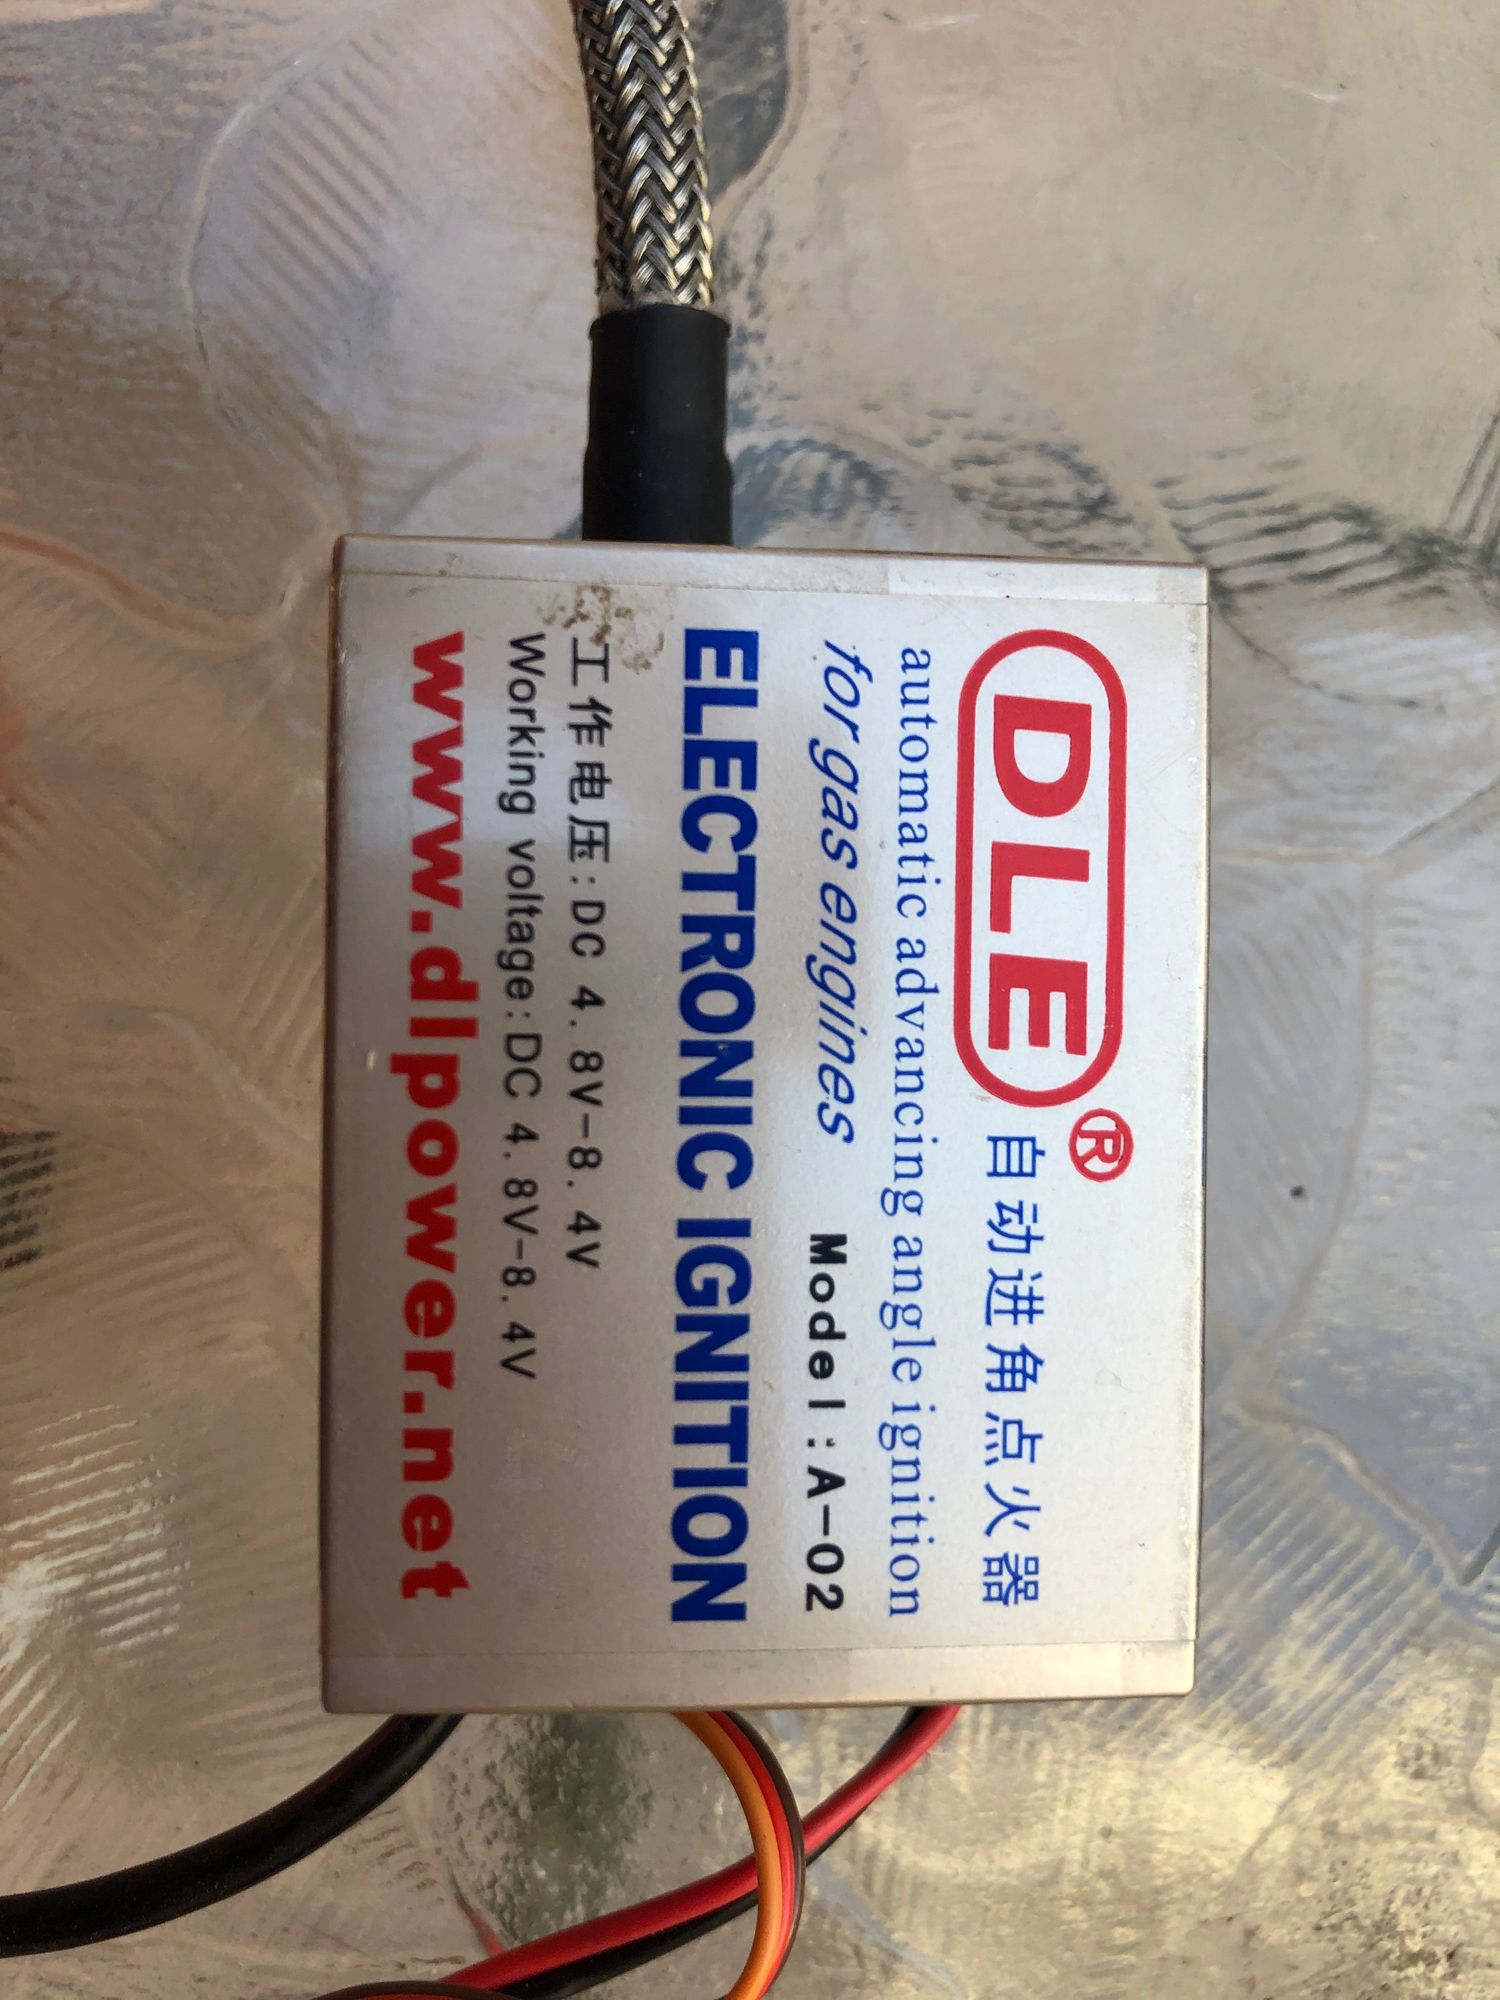 DLE® 自动进角点火器
automatic advancing angle ignition
for gas engines Model:A-02
ELECTRONIC IGNITION
工作电压:DC 4.8V-8.4V
Working voltage:DC 4.8V-8.4V
www.dlpower.net